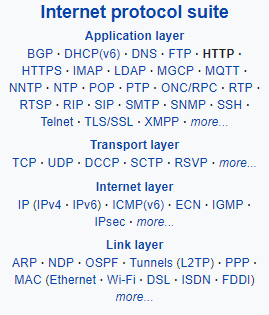 Internet protocol suite
Application layer
BGP · DHCP(v6) · DNS · FTP · HTTP ·
HTTPS · IMAP · LDAP · MGCP · MQTT ·
NNTP · NTP · POP · PTP · ONC/RPC · RTP ·
RTSP · RIP · SIP · SMTP · SNMP · SSH ·
Telnet · TLS/SSL · XMPP · more...
Transport layer
TCP · UDP · DCCP · SCTP · RSVP · more...
Internet layer
IP (IPv4 · IPv6) · ICMP(v6) · ECN · IGMP ·
IPsec · more...
Link layer
ARP · NDP · OSPF · Tunnels (L2TP) · PPP ·
MAC (Ethernet · Wi-Fi · DSL · ISDN · FDDI)
more...